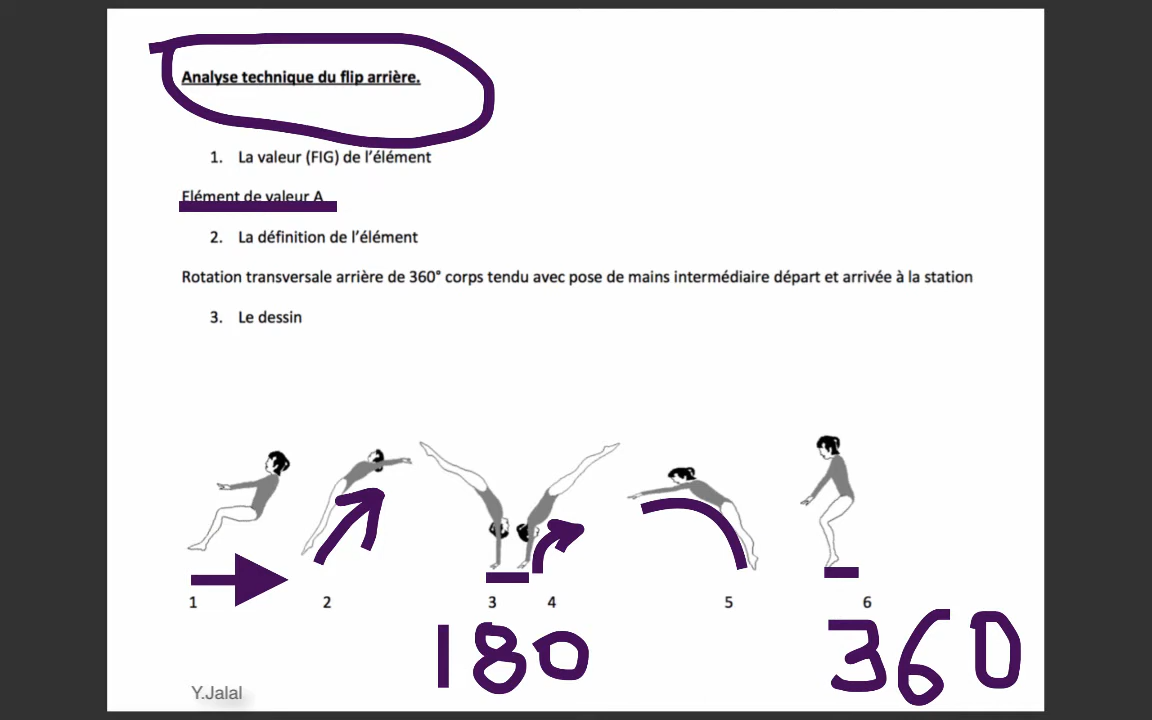 Analyse technique du flip arrière.
1. La valeur (FIG) de l'élément
Elément de valeur A
2. La définition de l'élément
Rotation transversale arrière de 360° corps tendu avec pose de mains intermédiaire départ et arrivée à la station
3. Le dessin
1 2 3 4 5 6
180 360
Y.Jalal